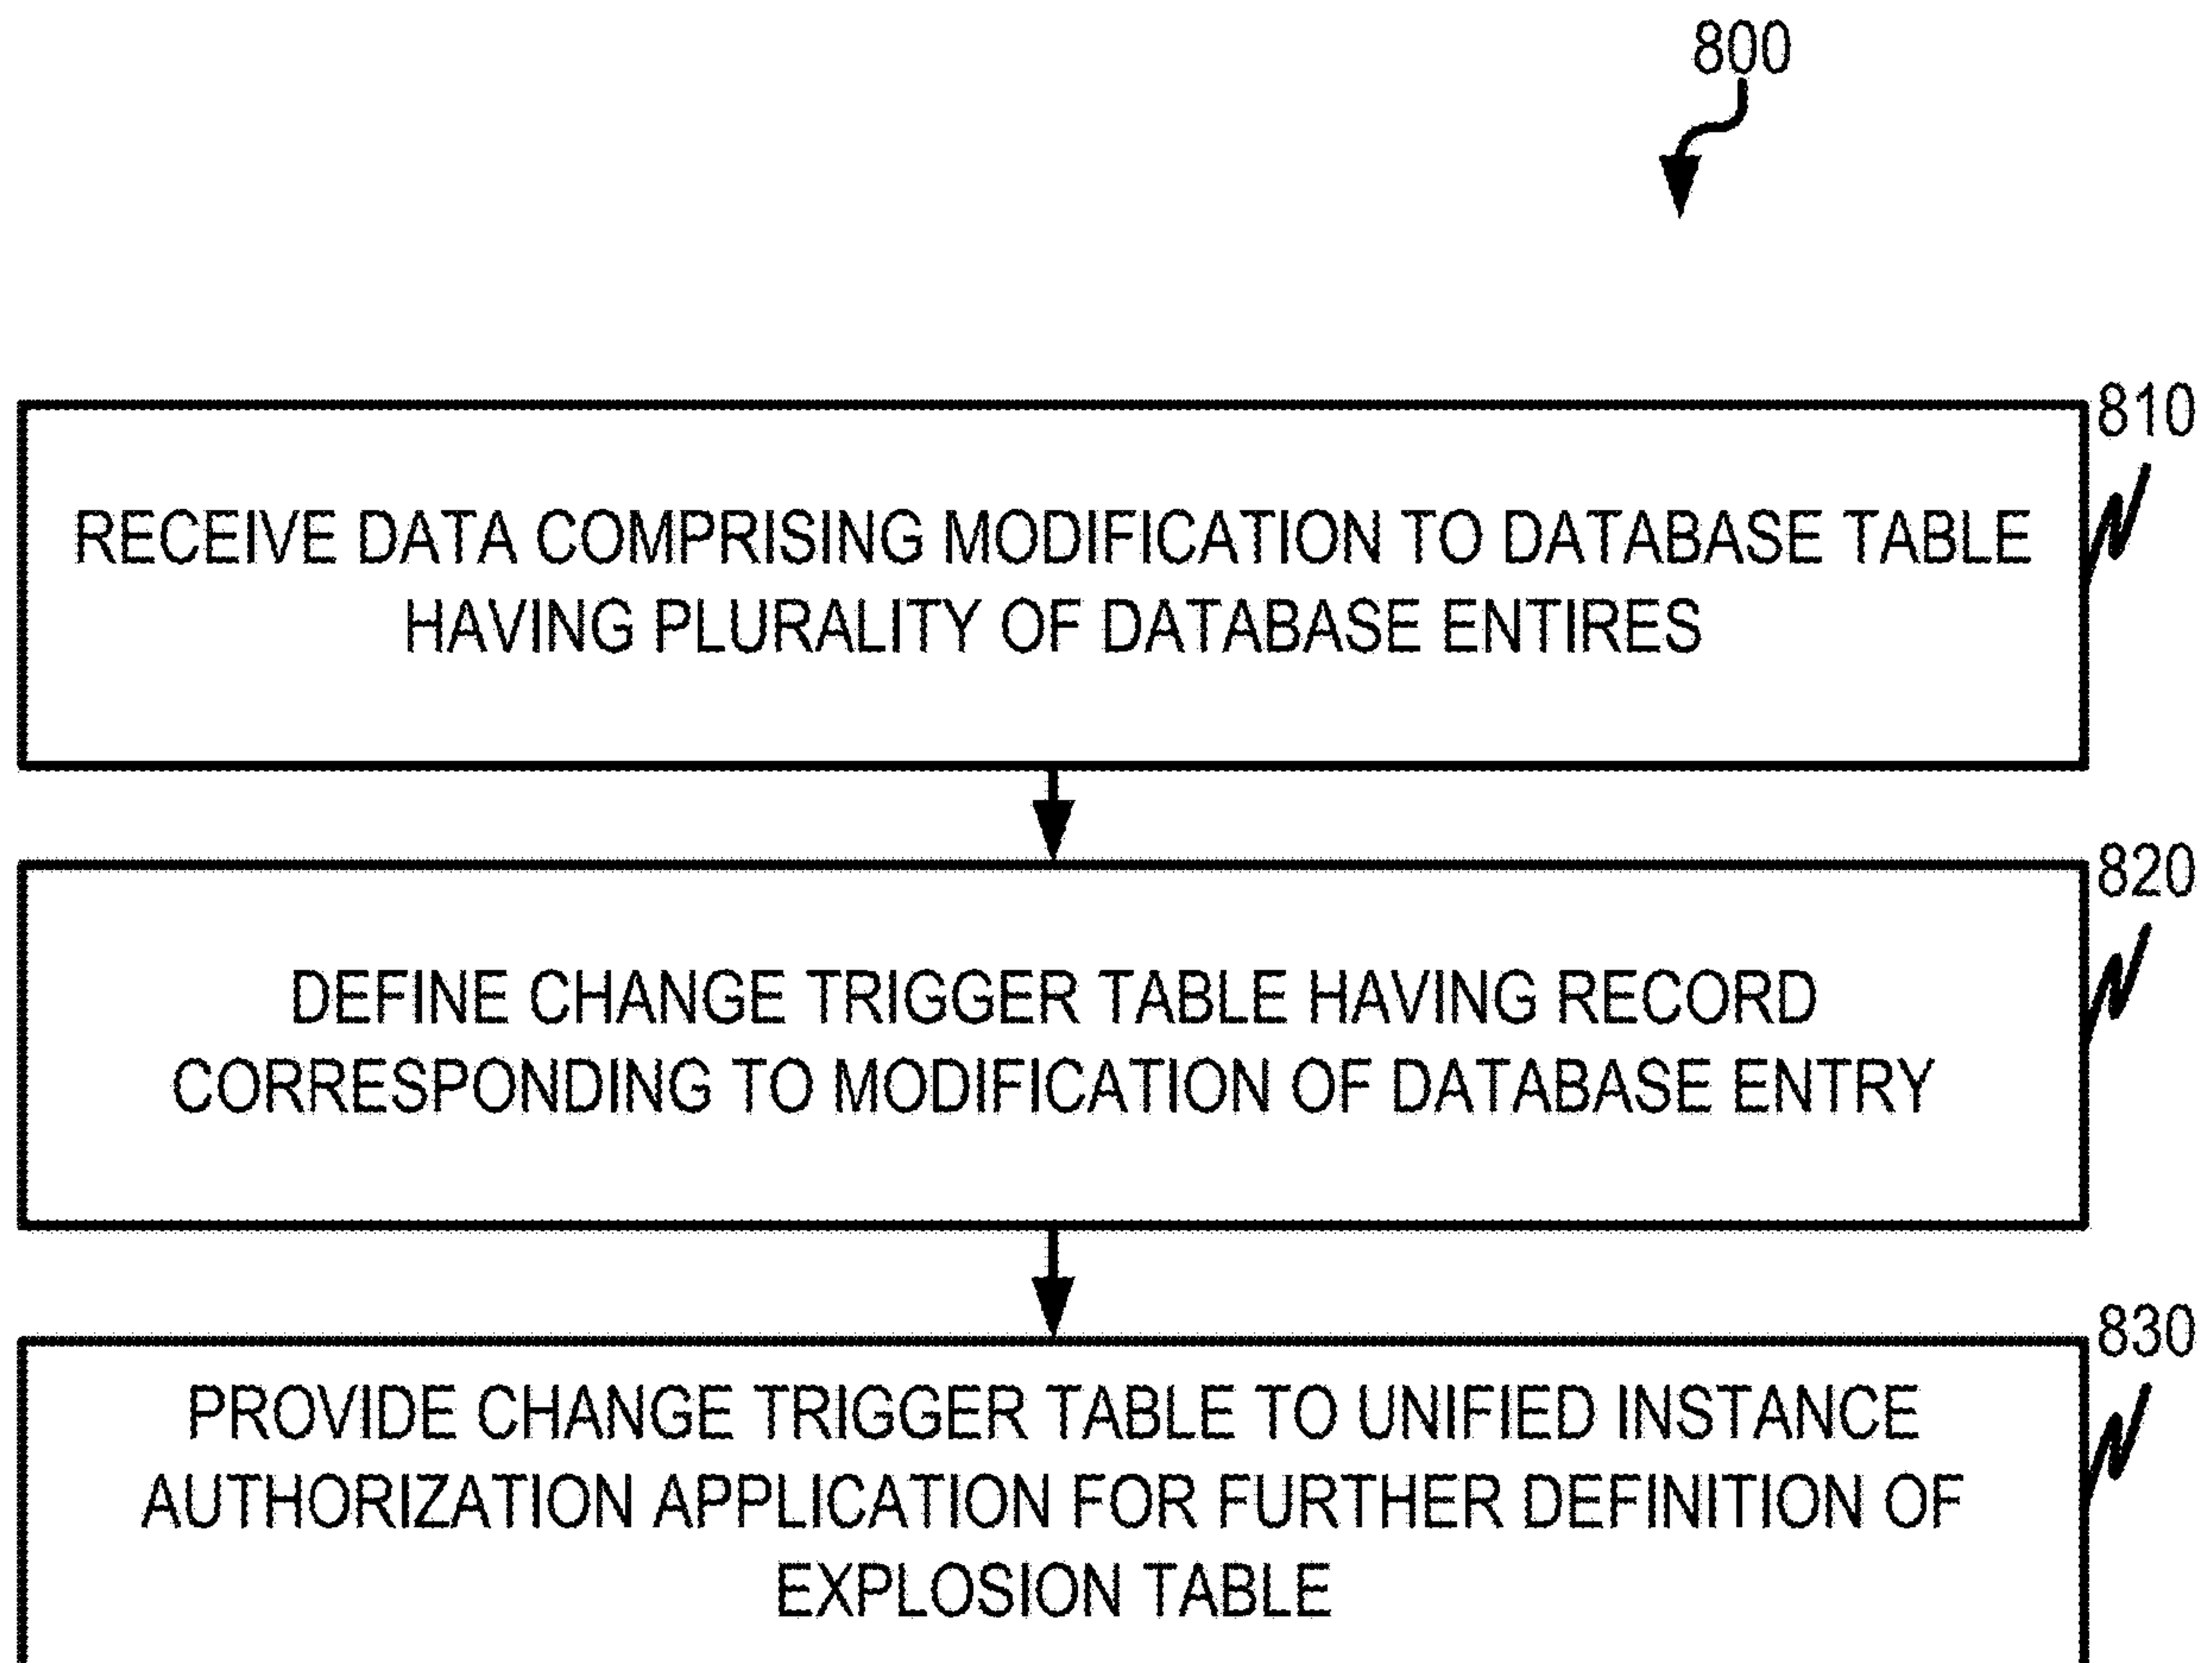 800
810
RECEIVE DATA COMPRISING MODIFICATION TO DATABASE TABLE
HAVING PLURALITY OF DATABASE ENTIRES
820
DEFINE CHANGE TRIGGER TABLE HAVING RECORD
CORRESPONDING TO MODIFICATION OF DATABASE ENTRY
830
PROVIDE CHANGE TRIGGER TABLE TO UNIFIED INSTANCE
AUTHORIZATION APPLICATION FOR FURTHER DEFINITION OF
EXPLOSION TABLE